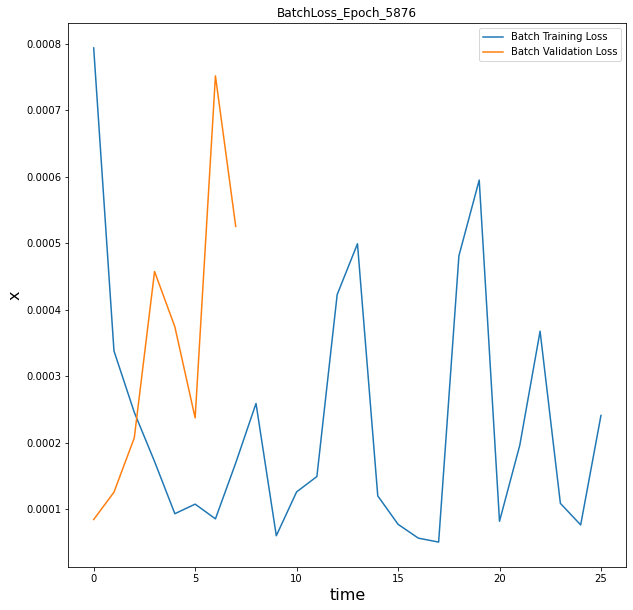 BatchLoss_Epoch_5876
Batch Training Loss
Batch Validation Loss
0.0008
0.0007
0.0006
0.0005
0.0004
0.0003
0.0002
0.0001
x
0 5 10 15 20 25
time